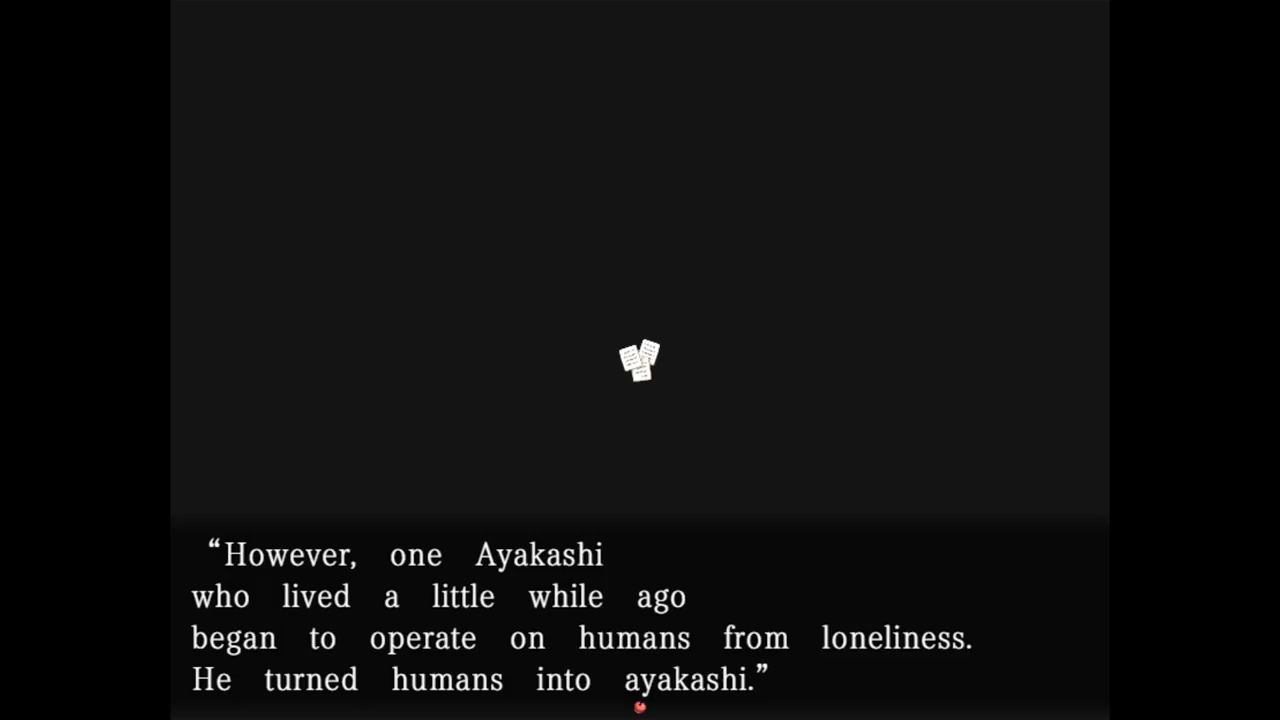 “However, one Ayakashi
who lived a little while ago
began to operate on humans from loneliness.
He turned humans into ayakashi.”